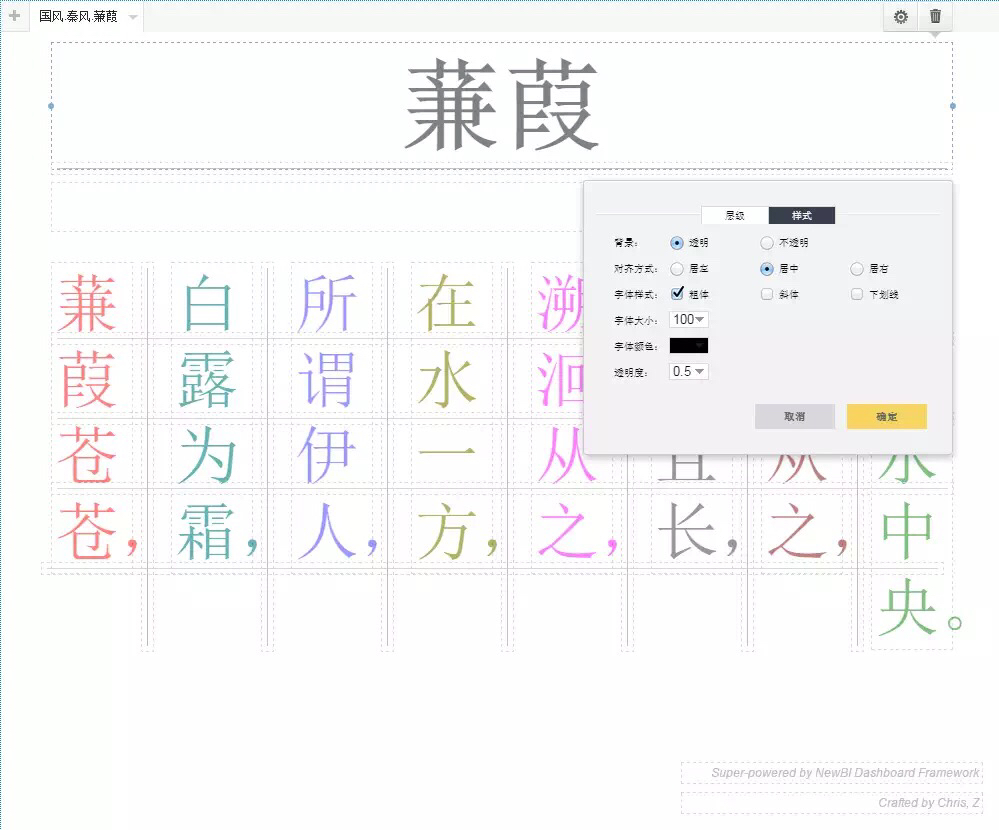 国风.秦风.蒹葭
蒹葭
层级 样式
背景： 透明 不透明
对齐方式： 居左 居中 居右
字体样式： 粗体 斜体 下划线
字体大小： 100
字体颜色：
透明度： 0.5
取消 确定
蒹葭苍苍，
白露为霜，
所谓伊人，
在水一方，
溯洄从之，
且长，
从之，
水中央。
Super-powered by NewBI Dashboard Framework
Crafted by Chris, Z